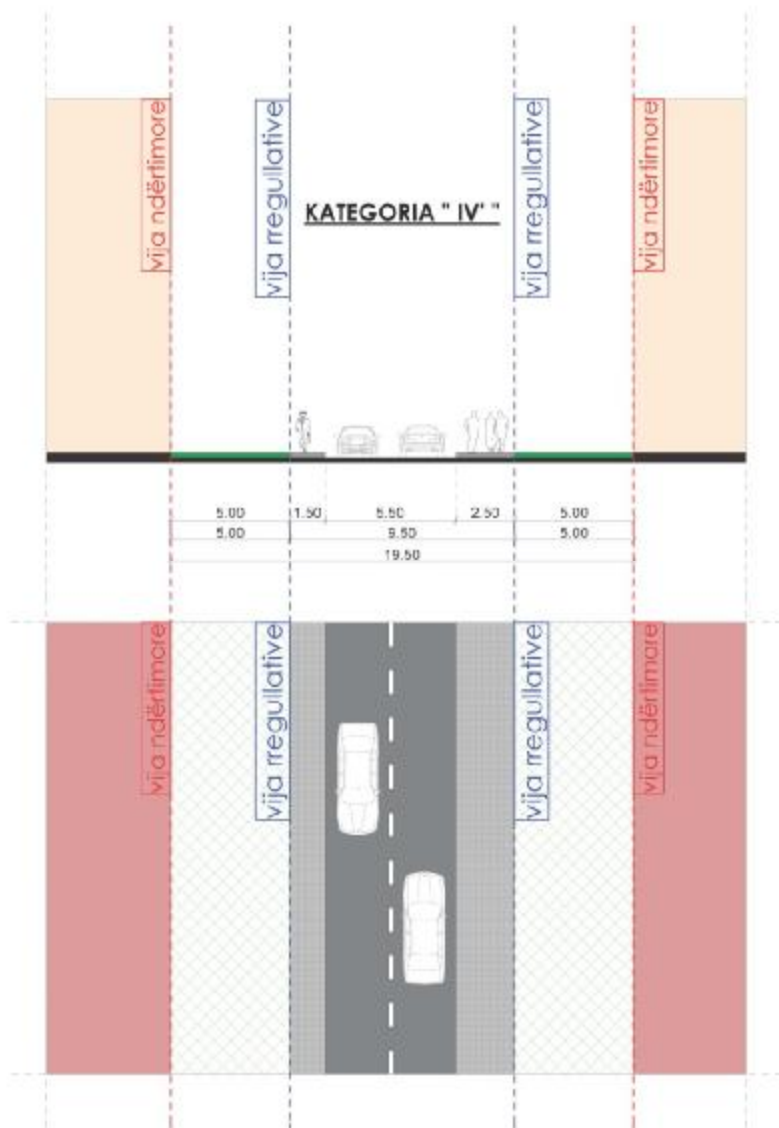 vija ndërtimore
vija rregullative
KATEGORIA " IV' "
vija rregullative
vija ndërtimore
5.00 1.50 5.50 2.50 5.00
5.00 9.50 5.00
19.50
vija ndërtimore
vija rregullative
vija rregullative
vija ndërtimore